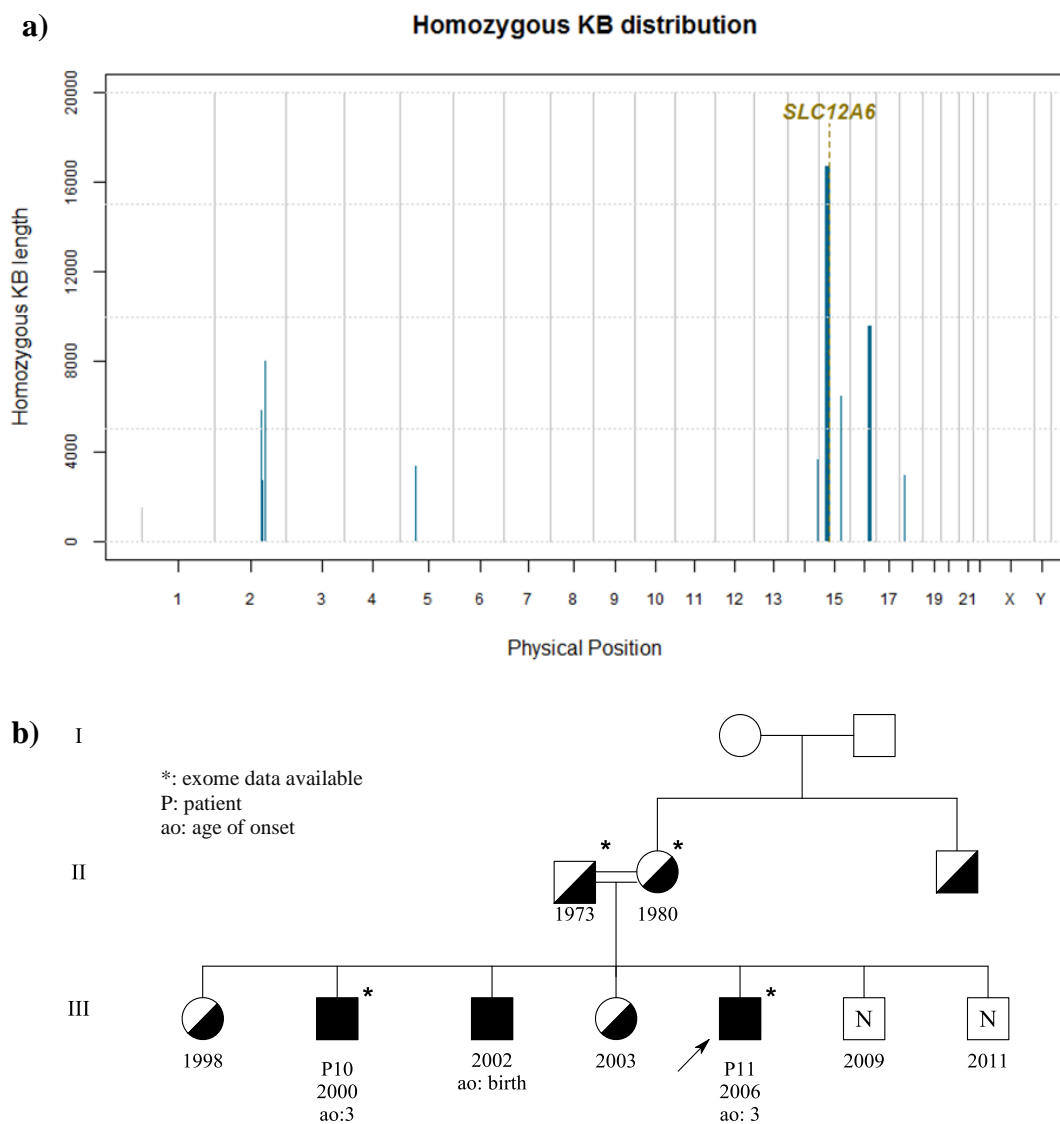 a)
Homozygous KB distribution
SLC12A6
Homozygous KB length
20000
16000
12000
8000
4000
0
1 2 3 4 5 6 7 8 9 10 11 12 13 15 17 19 21 X Y
Physical Position
b)
I
*: exome data available
P: patient
ao: age of onset
II
* *
1973 1980
III
* *
N N
1998 P10 2002 2003 P11 2009 2011
2000 ao: birth 2006
ao:3 ao: 3